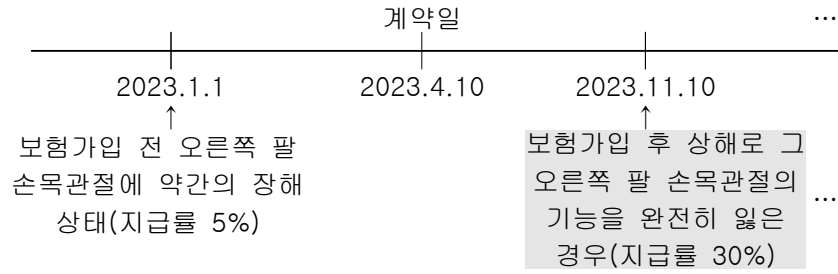 계약일
…
2023.1.1
2023.4.10
2023.11.10
보험가입 전 오른쪽 팔
손목관절에 약간의 장해
상태(지급률 5%)
보험가입 후 상해로 그
오른쪽 팔 손목관절의
기능을 완전히 잃은
경우(지급률 30%)
…